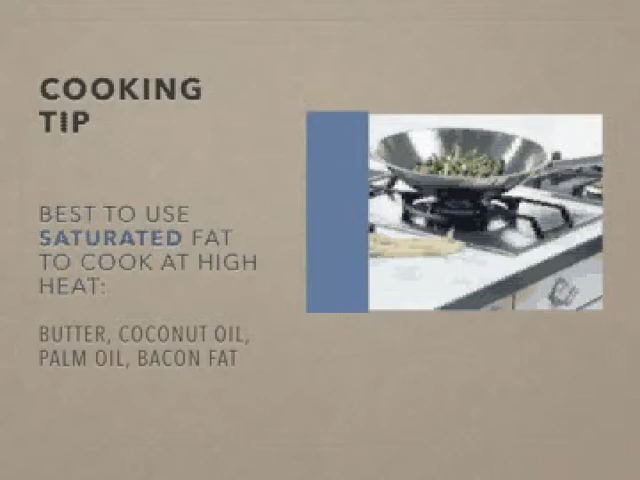 COOKING
TIP
BEST TO USE
SATURATED FAT
TO COOK AT HIGH
HEAT:
BUTTER, COCONUT OIL,
PALM OIL, BACON FAT